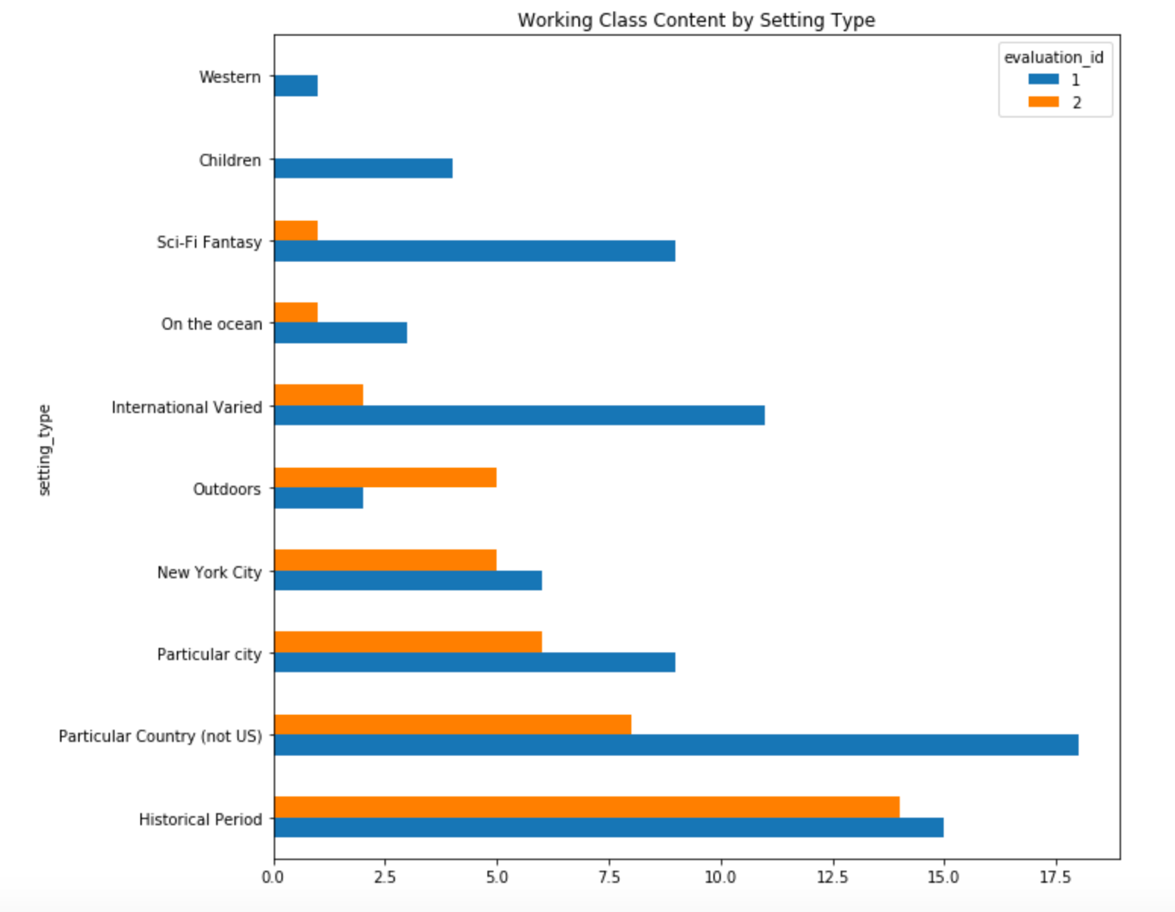 Working Class Content by Setting Type
evaluation_id
1
2
Western
Children
Sci-Fi Fantasy
On the ocean
International Varied
Outdoors
New York City
Particular city
Particular Country (not US)
Historical Period
setting_type
0.0 2.5 5.0 7.5 10.0 12.5 15.0 17.5